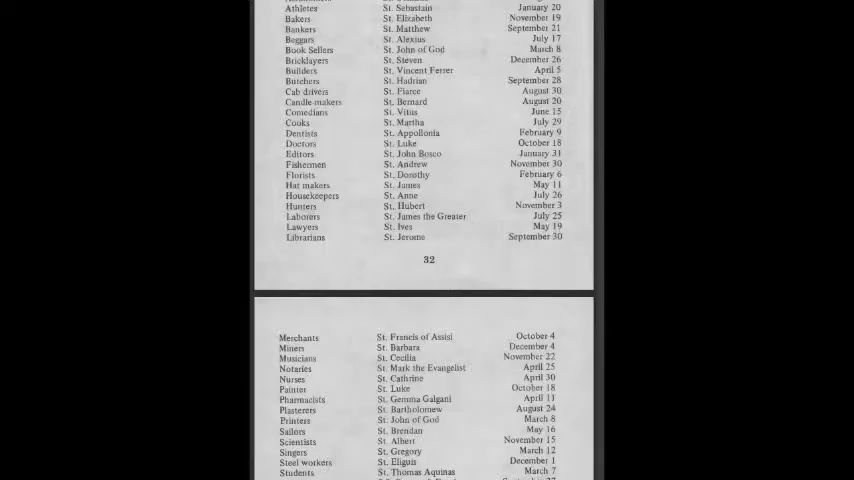 Athletes St. Sebastain January 20
Bakers St. Elizabeth November 19
Bankers St. Matthew September 21
Beggars St. Alexius July 17
Book Sellers St. John of God March 8
Bricklayers St. Steven December 26
Builders St. Vincent Ferrer April 5
Butchers St. Hadrian September 28
Cab drivers St. Fiarce August 30
Candle-makers St. Bernard August 20
Comedians St. Vitus June 15
Cooks St. Martha July 29
Dentists St. Appollonia February 9
Doctors St. Luke October 18
Editors St. John Bosco January 31
Fishermen St. Andrew November 30
Florists St. Dorothy February 6
Hat makers St. James May 11
Housekeepers St. Anne July 26
Hunters St. Hubert November 3
Laborers St. James the Greater July 25
Lawyers St. Ives May 19
Librarians St. Jerome September 30
32
Merchants St. Francis of Assisi October 4
Miners St. Barbara December 4
Musicians St. Cecilia November 22
Notaries St. Mark the Evangelist April 25
Nurses St. Cathrine April 30
Painter St. Luke October 18
Pharmacists St. Gemma Galgani April 11
Plasterers St. Bartholomew August 24
Printers St. John of God March 8
Sailors St. Brendan May 16
Scientists St. Albert November 15
Singers St. Gregory March 12
Steel workers St. Eliguis December 1
Students St. Thomas Aquinas March 7